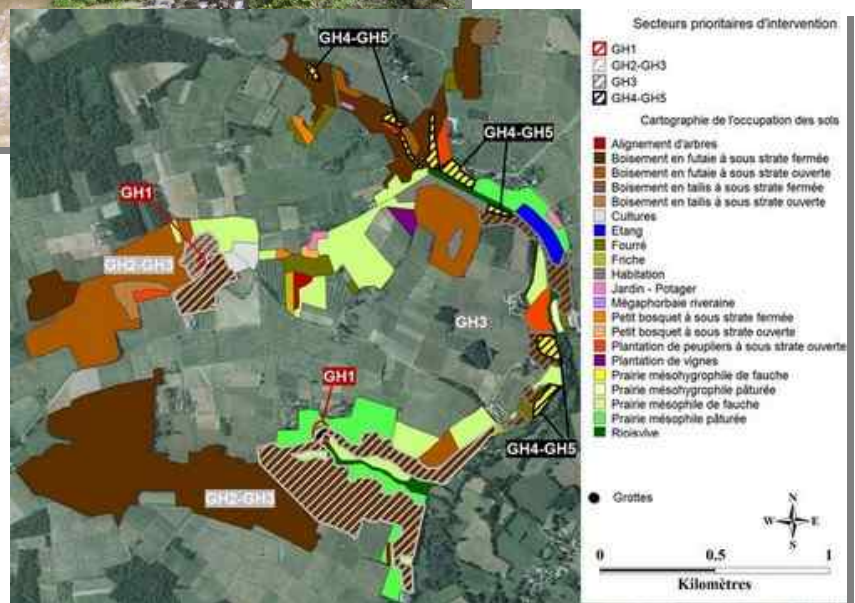 GH4-GH5
GH4-GH5
GH1
GH2-GH3
GH3
GH1
GH4-GH5
GH2-GH3
Secteurs prioritaires d'intervention
GH1
GH2-GH3
GH3
GH4-GH5
Cartographie de l'occupation des sols
Alignement d'arbres
Boisement en futaie à sous strate fermée
Boisement en futaie à sous strate ouverte
Boisement en taillis à sous strate fermée
Boisement en taillis à sous strate ouverte
Cultures
Etang
Fourré
Friche
Habitation
Jardin - Potager
Mégaphorbaie riveraine
Petit bosquet à sous strate fermée
Petit bosquet à sous strate ouverte
Plantation de peupliers à sous strate ouverte
Plantation de vignes
Prairie mésohygrophile de fauche
Prairie mésohygrophile pâturée
Prairie mésophile de fauche
Prairie mésophile pâturée
Ripisylve
Grottes
N
W E
S
0 0.5 1
Kilomètres